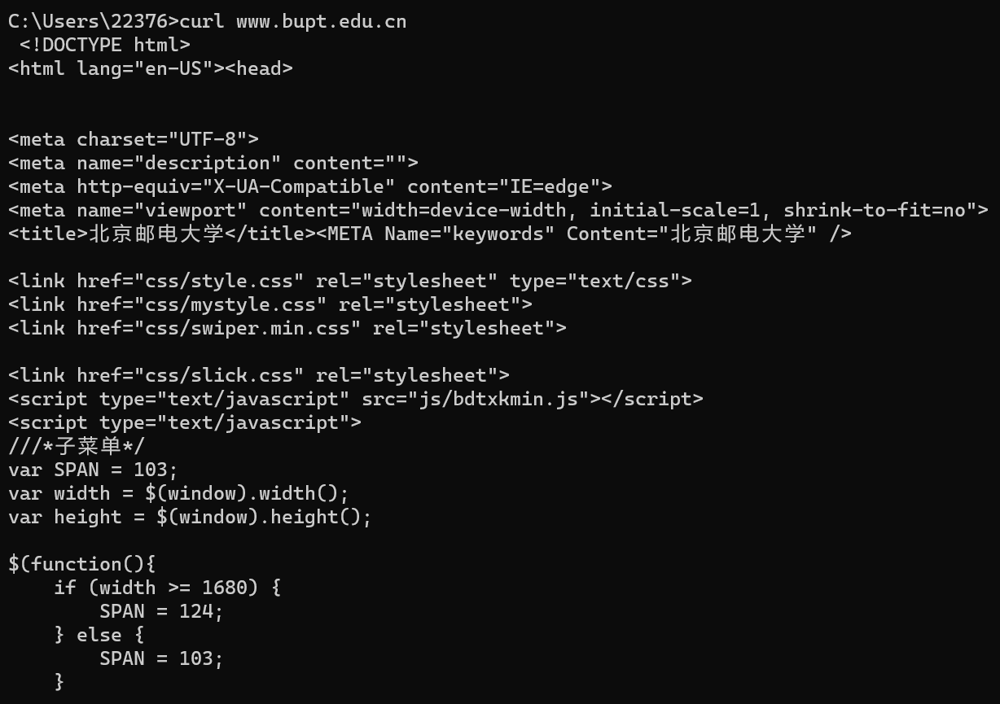 C:\Users\22376>curl www.bupt.edu.cn
 <!DOCTYPE html>
<html lang="en-US"><head>
<meta charset="UTF-8">
<meta name="description" content="">
<meta http-equiv="X-UA-Compatible" content="IE=edge">
<meta name="viewport" content="width=device-width, initial-scale=1, shrink-to-fit=no">
<title>北京邮电大学</title><META Name="keywords" Content="北京邮电大学" />
<link href="css/style.css" rel="stylesheet" type="text/css">
<link href="css/mystyle.css" rel="stylesheet">
<link href="css/swiper.min.css" rel="stylesheet">
<link href="css/slick.css" rel="stylesheet">
<script type="text/javascript" src="js/bdtxkmin.js"></script>
<script type="text/javascript">
///*子菜单*/
var SPAN = 103;
var width = $(window).width();
var height = $(window).height();
$(function(){
    if (width >= 1680) {
        SPAN = 124;
    } else {
        SPAN = 103;
    }